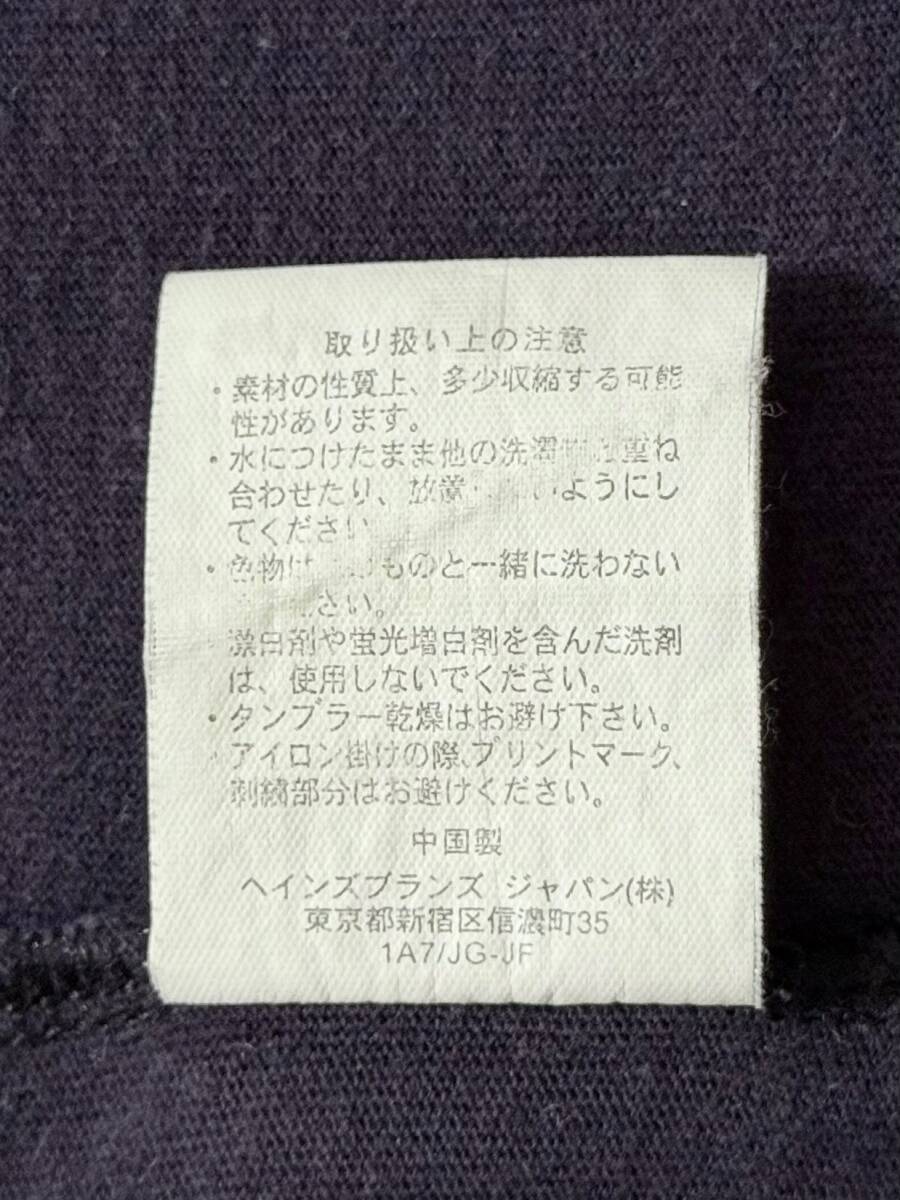 取り扱い上の注意
・素材の性質上、多少収縮する可能
性があります。
・水につけたまま他の洗濯物と重ね
合わせたり、放置しないようにし
てください
・色物は ものと一緒に洗わない
さい。
漂白剤や蛍光増白剤を含んだ洗剤
は、使用しないでください。
・タンブラー乾燥はお避け下さい。
・アイロン掛けの際、プリントマーク、
刺繍部分はお避けください。
中国製
ヘインズブランズ ジャパン(株)
東京都新宿区信濃町35
1A7/JG-JF